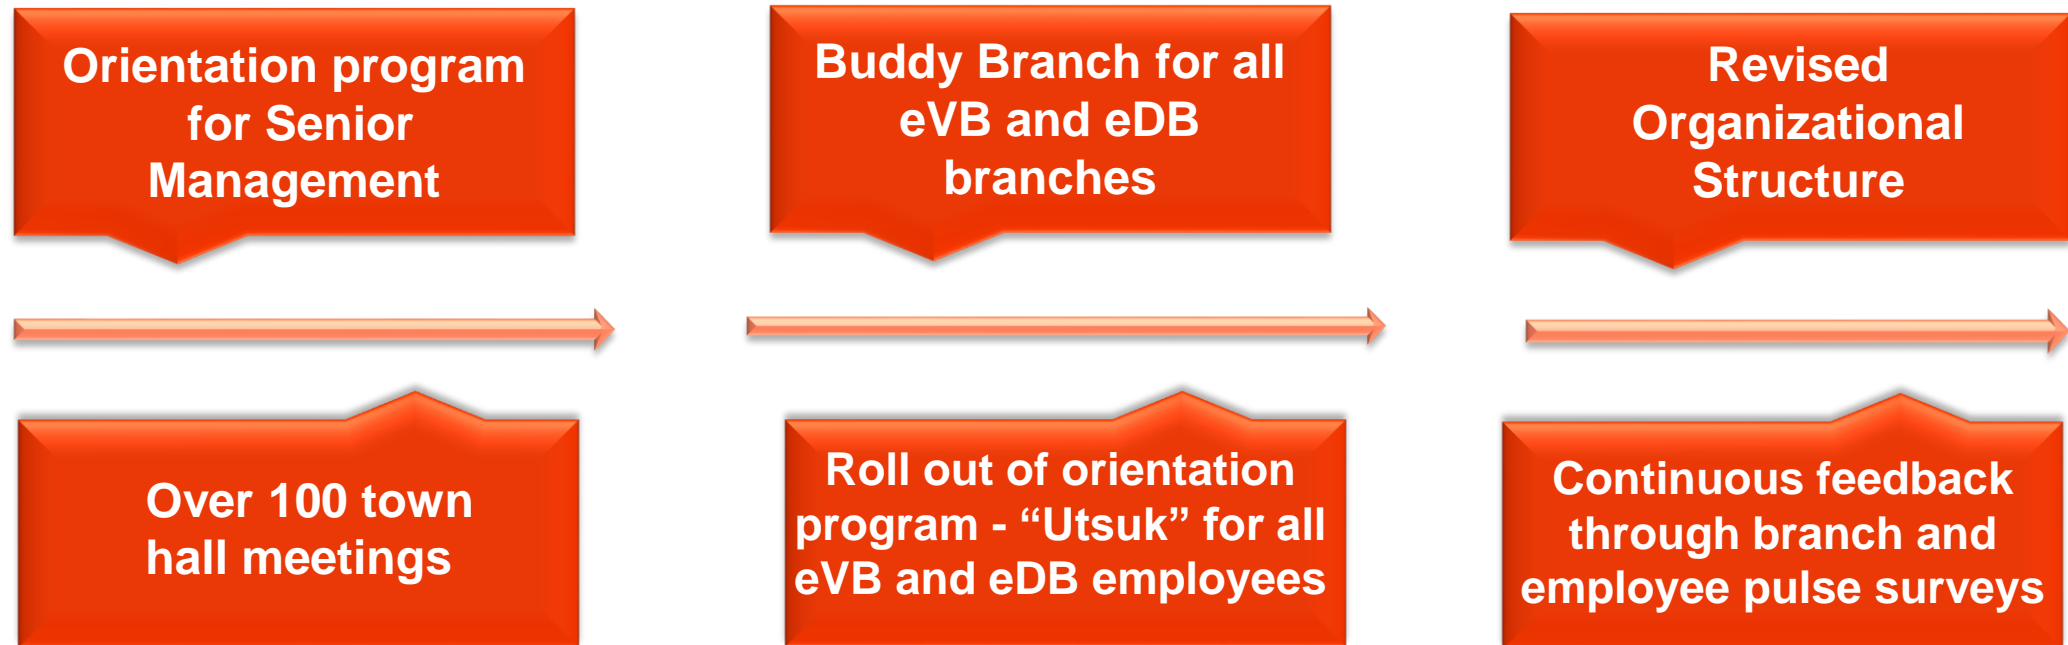 Orientation program
for Senior
Management
Buddy Branch for all
eVB and eDB
branches
Revised
Organizational
Structure
Over 100 town
hall meetings
Roll out of orientation
program - “Utsuk” for all
eVB and eDB employees
Continuous feedback
through branch and
employee pulse surveys